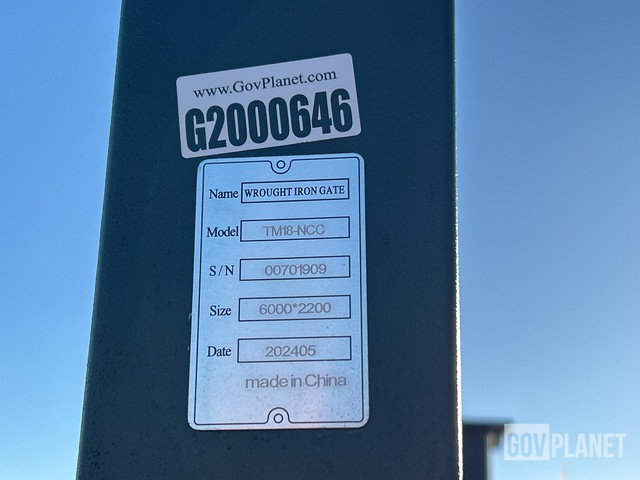 www.GovPlanet.com
G2000646
Name WROUGHT IRON GATE
Model TM18-NCC
S/N 00701909
Size 6000*2200
Date 202405
made in China
GOVPLANET